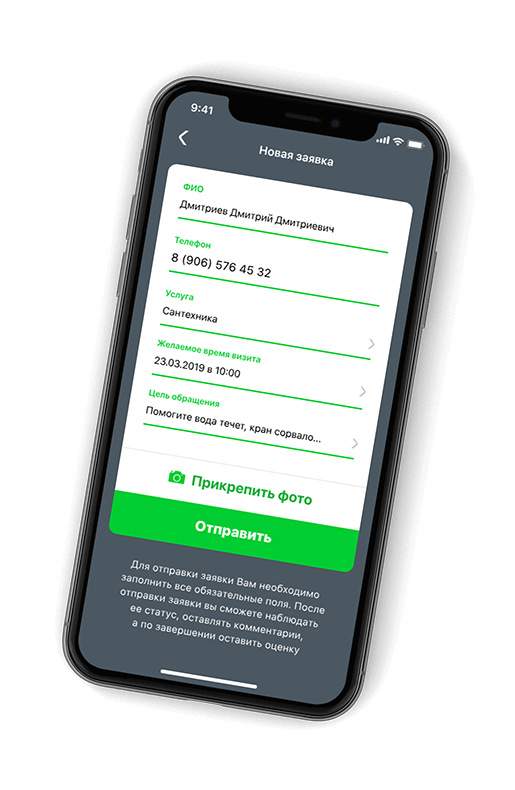 9:41
Новая заявка
ФИО
Дмитриев Дмитрий Дмитриевич
Телефон
8 (906) 576 45 32
Услуга
Сантехника
Желаемое время визита
23.03.2019 в 10:00
Цель обращения
Помогите вода течет, кран сорвало...
Прикрепить фото
Отправить
Для отправки заявки Вам необходимо
заполнить все обязательные поля. После
отправки заявки вы сможете наблюдать
ее статус, оставлять комментарии,
а по завершении оставить оценку